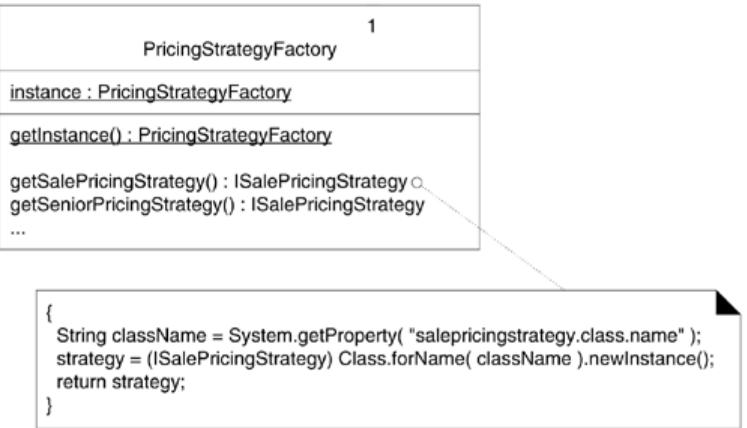 1
PricingStrategyFactory
instance : PricingStrategyFactory
getInstance() : PricingStrategyFactory
getSalePricingStrategy() : ISalePricingStrategy
getSeniorPricingStrategy() : ISalePricingStrategy
...
{
String className = System.getProperty( "salepricingstrategy.class.name" );
strategy = (ISalePricingStrategy) Class.forName( className ).newInstance();
return strategy;
}